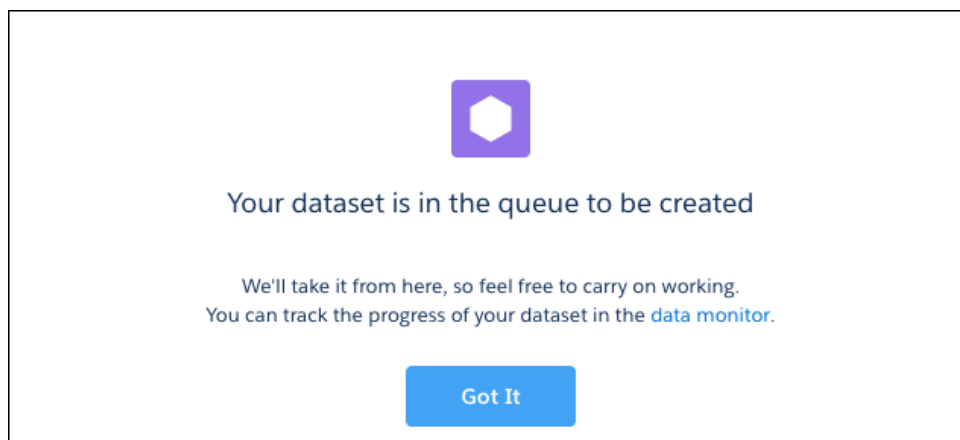 Your dataset is in the queue to be created
We'll take it from here, so feel free to carry on working.
You can track the progress of your dataset in the data monitor.
Got It